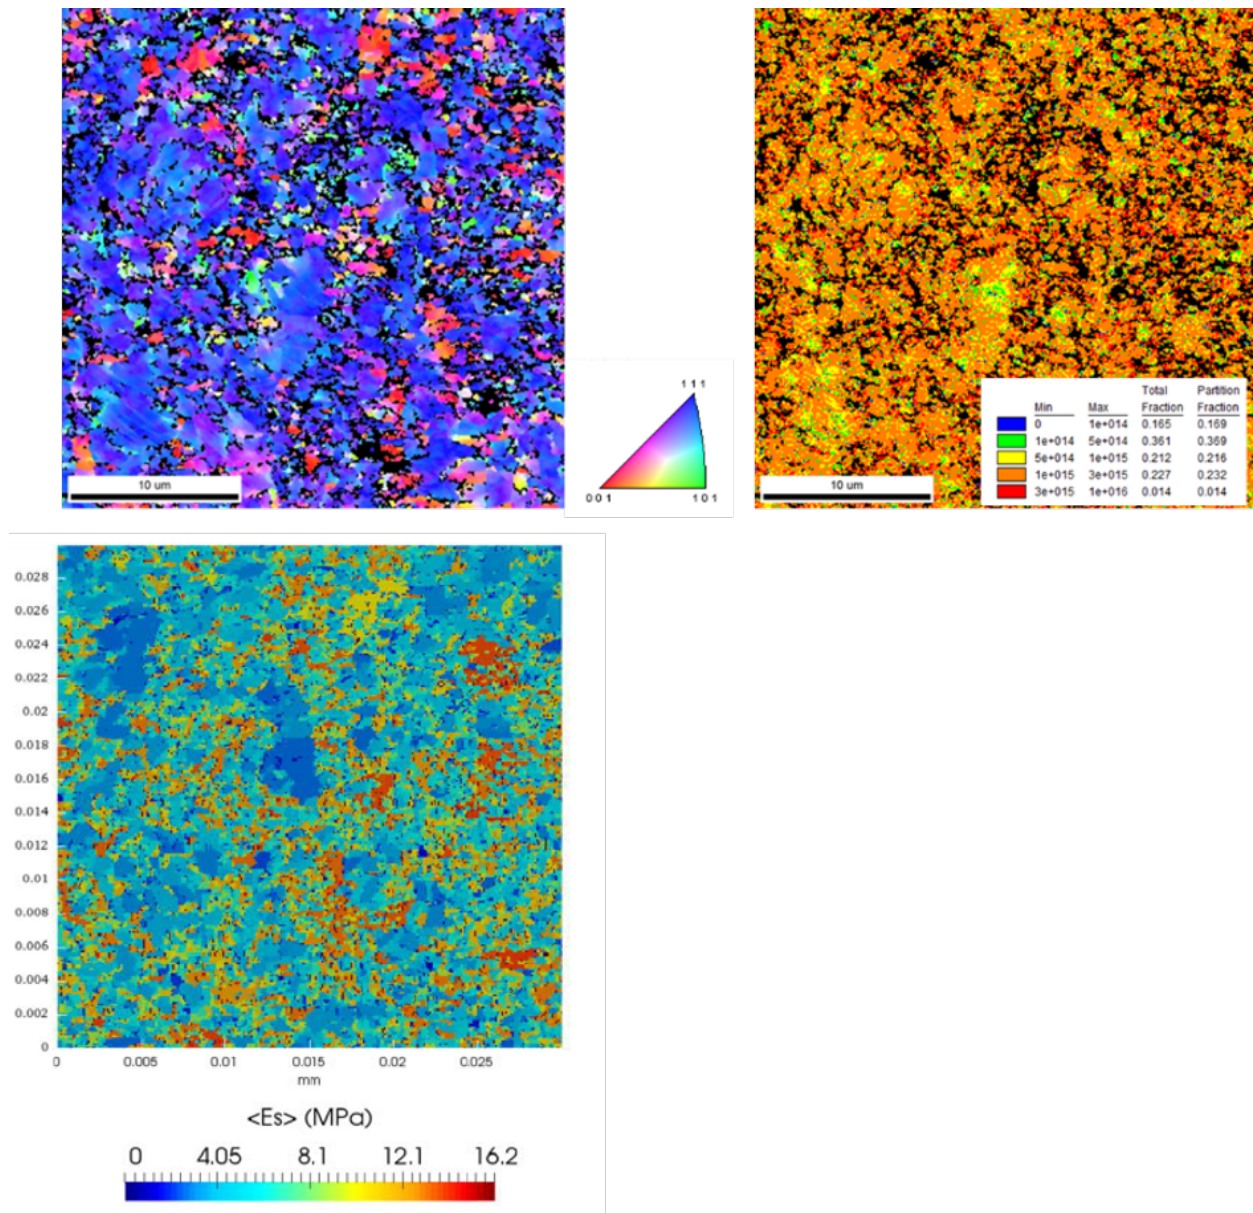 10 um
1 1 1
0 0 1
1 0 1
10 um
Total Partition
Min Max Fraction Fraction
0 1e+014 0.165 0.169
1e+014 5e+014 0.361 0.369
5e+014 1e+015 0.212 0.216
1e+015 3e+015 0.227 0.232
3e+015 1e+016 0.014 0.014
0.028
0.026
0.024
0.022
0.02
0.018
0.016
0.014
0.012
0.01
0.008
0.006
0.004
0.002
0
0 0.005 0.01 0.015 0.02 0.025
mm
<Es> (MPa)
0 4.05 8.1 12.1 16.2